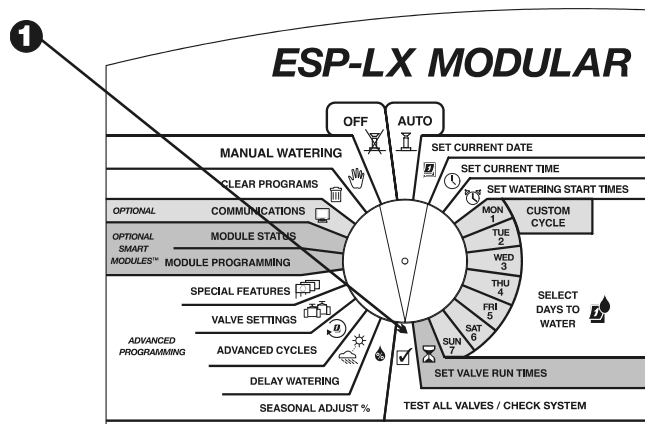 1
ESP-LX MODULAR
OFF
AUTO
MANUAL WATERING
SET CURRENT DATE
CLEAR PROGRAMS
SET CURRENT TIME
OPTIONAL
COMMUNICATIONS
SET WATERING START TIMES
OPTIONAL
SMART
MODULES™
MODULE STATUS
MODULE PROGRAMMING
MON
1
CUSTOM
CYCLE
TUE
2
WED
3
THU
4
FRI
5
SAT
6
SUN
7
SELECT
DAYS TO
WATER
SPECIAL FEATURES
VALVE SETTINGS
ADVANCED
PROGRAMMING
ADVANCED CYCLES
DELAY WATERING
SEASONAL ADJUST %
SET VALVE RUN TIMES
TEST ALL VALVES / CHECK SYSTEM